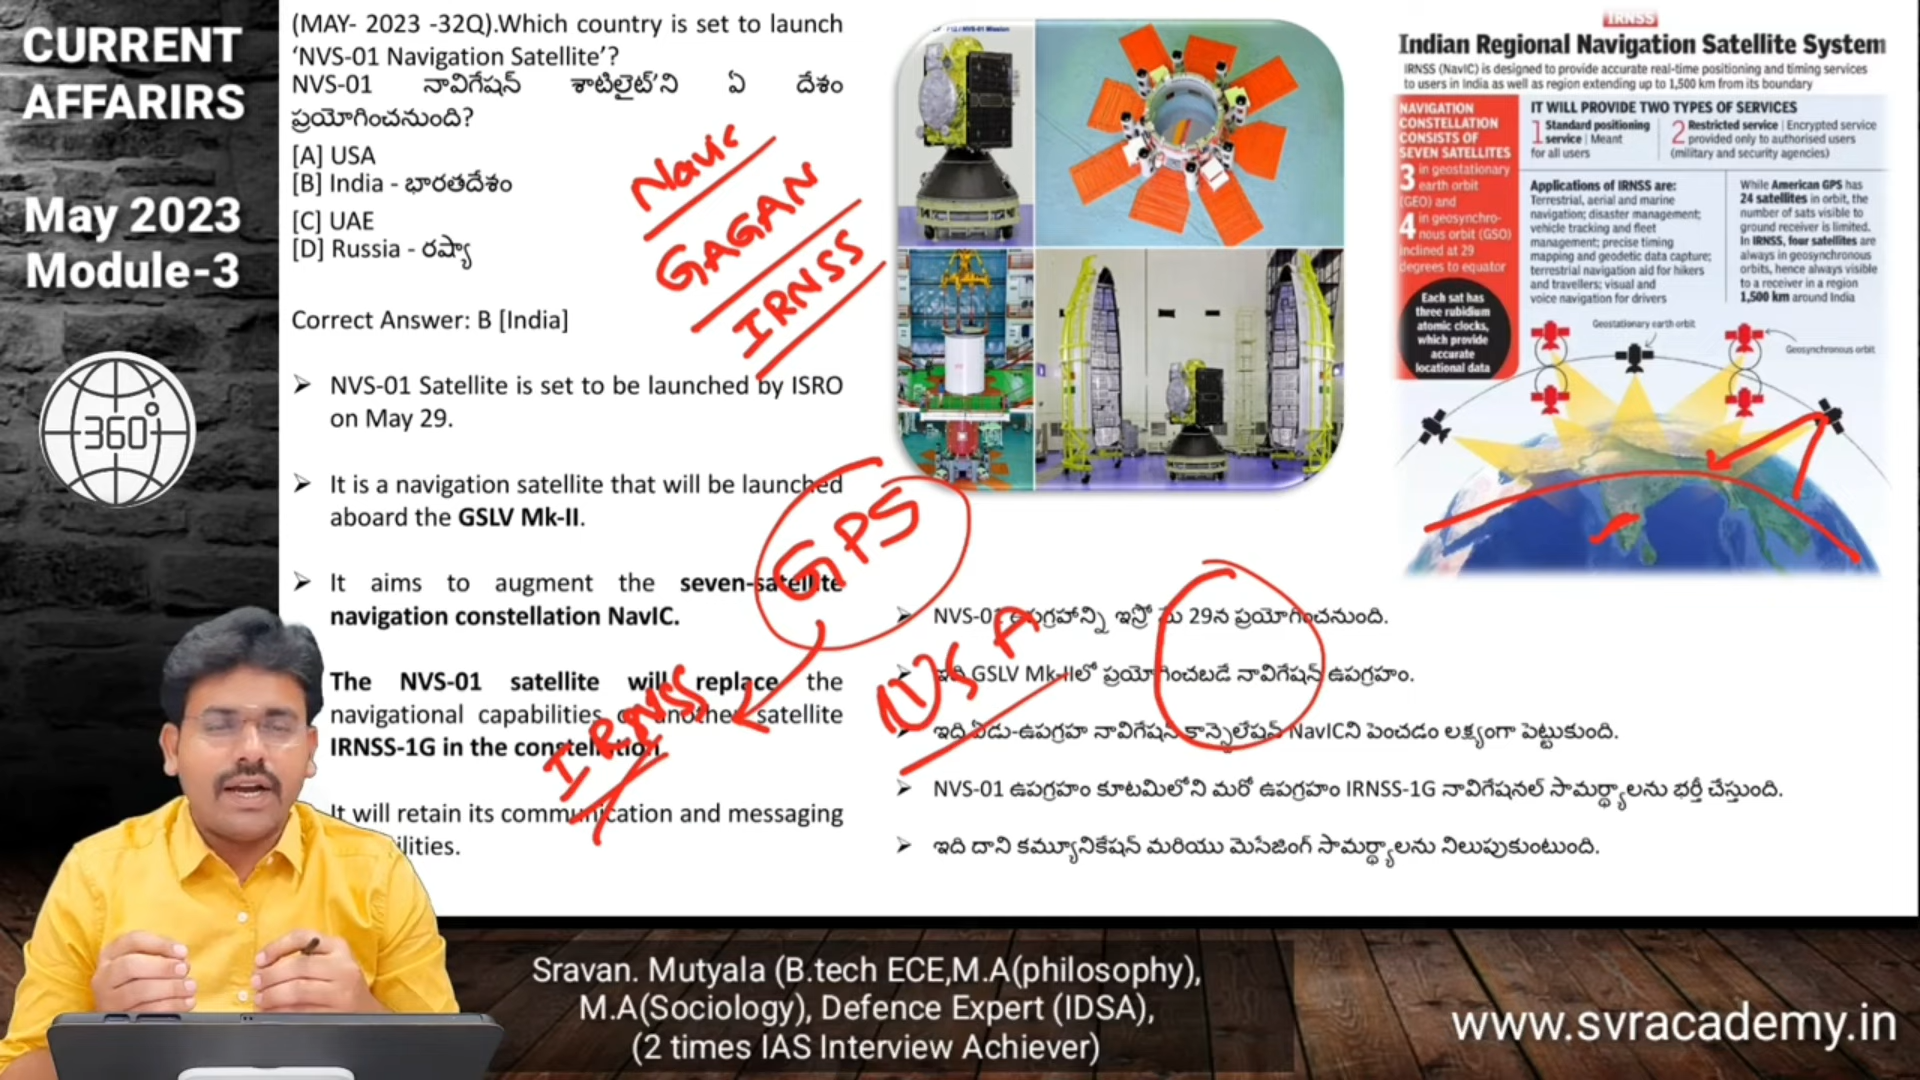 CURRENT
AFFARIRS
May 2023
Module-3
360°
(MAY- 2023 -32Q).Which country is set to launch
‘NVS-01 Navigation Satellite’?
NVS-01 నావిగేషన్ శాటిలైట్’ని ఏ దేశం
ప్రయోగించనుంది?
[A] USA
[B] India - భారతదేశం
[C] UAE
[D] Russia - రష్యా
Correct Answer: B [India]
➢ NVS-01 Satellite is set to be launched by ISRO
on May 29.
➢ It is a navigation satellite that will be launched
aboard the GSLV Mk-II.
➢ It aims to augment the seven-satellite
navigation constellation NavIC.
The NVS-01 satellite will replace the
navigational capabilities of another satellite
IRNSS-1G in the constellation.
It will retain its communication and messaging
ilities.
Navic
GAGAN
IRNSS
GPS
IRNSS
NVS
A
IRNSS
Indian Regional Navigation Satellite System
IRNSS (NavIC) is designed to provide accurate real-time positioning and timing services
to users in India as well as region extending up to 1,500 km from its boundary
NAVIGATION
CONSTELLATION
CONSISTS OF
SEVEN SATELLITES
3 in geostationary
earth orbit
(GEO) and
4 in geosynchro-
nous orbit (GSO)
inclined at 29
degrees to equator
Each sat has
three rubidium
atomic clocks,
which provide
accurate
locational data
IT WILL PROVIDE TWO TYPES OF SERVICES
1 Standard positioning
service | Meant
for all users
2 Restricted service | Encrypted service
provided only to authorised users
(military and security agencies)
Applications of IRNSS are:
Terrestrial, aerial and marine
navigation; disaster management;
vehicle tracking and fleet
management; precise timing
mapping and geodetic data capture;
terrestrial navigation aid for hikers
and travellers; visual and
voice navigation for drivers
While American GPS has
24 satellites in orbit, the
number of sats visible to
ground receiver is limited.
In IRNSS, four satellites are
always in geosynchronous
orbits, hence always visible
to a receiver in a region
1,500 km around India
Geostationary earth orbit
Geosynchronous orbit
➢ NVS-01 ఉపగ్రహాన్ని ఇస్రో మే 29న ప్రయోగించనుంది.
➢ ఇది GSLV Mk-IIలో ప్రయోగించబడే నావిగేషన్ ఉపగ్రహం.
➢ ఇది ఏడు-ఉపగ్రహ నావిగేషన్ కాన్స్టెలేషన్ NavICని పెంచడం లక్ష్యంగా పెట్టుకుంది.
➢ NVS-01 ఉపగ్రహం కూటమిలోని మరో ఉపగ్రహం IRNSS-1G నావిగేషనల్ సామర్థ్యాలను భర్తీ చేస్తుంది.
➢ ఇది దాని కమ్యూనికేషన్ మరియు మెసేజింగ్ సామర్థ్యాలను నిలుపుకుంటుంది.
Sravan. Mutyala (B.tech ECE,M.A(philosophy),
M.A(Sociology), Defence Expert (IDSA),
(2 times IAS Interview Achiever)
www.svracademy.in